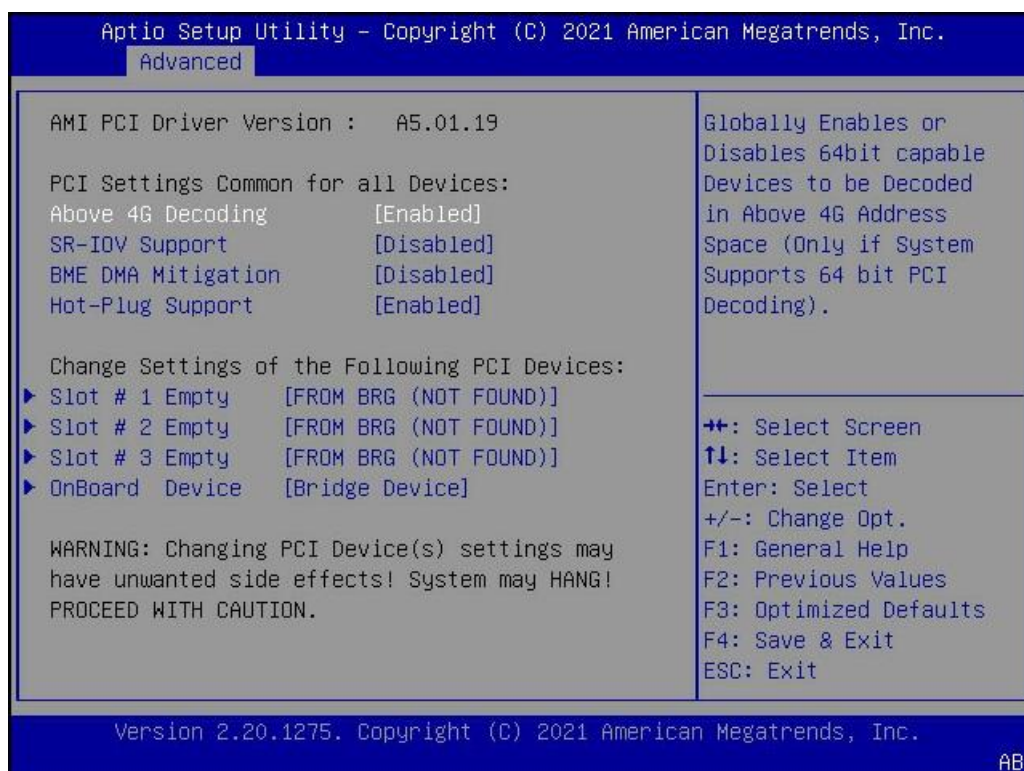 Aptio Setup Utility – Copyright (C) 2021 American Megatrends, Inc.
Advanced
AMI PCI Driver Version : A5.01.19
PCI Settings Common for all Devices:
Above 4G Decoding [Enabled]
SR-IOV Support [Disabled]
BME DMA Mitigation [Disabled]
Hot-Plug Support [Enabled]
Change Settings of the Following PCI Devices:
▶ Slot # 1 Empty [FROM BRG (NOT FOUND)]
▶ Slot # 2 Empty [FROM BRG (NOT FOUND)]
▶ Slot # 3 Empty [FROM BRG (NOT FOUND)]
▶ OnBoard Device [Bridge Device]
WARNING: Changing PCI Device(s) settings may
have unwanted side effects! System may HANG!
PROCEED WITH CAUTION.
Globally Enables or
Disables 64bit capable
Devices to be Decoded
in Above 4G Address
Space (Only if System
Supports 64 bit PCI
Decoding).
→←: Select Screen
↑↓: Select Item
Enter: Select
+/-: Change Opt.
F1: General Help
F2: Previous Values
F3: Optimized Defaults
F4: Save & Exit
ESC: Exit
Version 2.20.1275. Copyright (C) 2021 American Megatrends, Inc.
AB